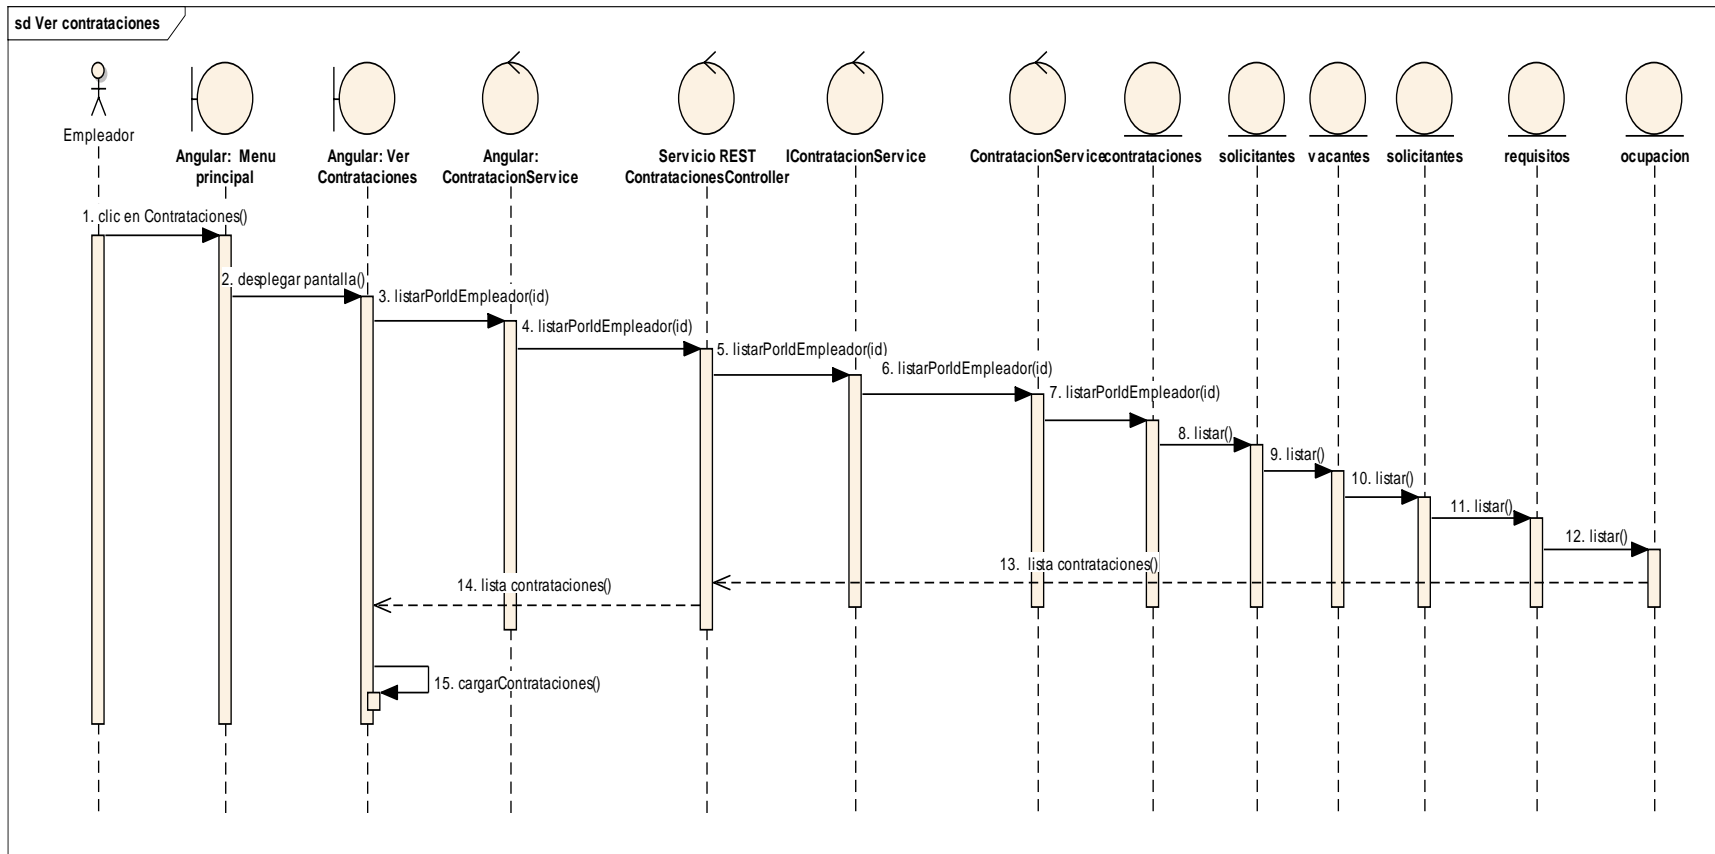 sd Ver contrataciones
Empleador
Angular:  Menu
principal
Angular: Ver
Contrataciones
Angular:
ContratacionService
Servicio REST
ContratacionesController
IContratacionService
ContratacionService
contrataciones
solicitantes
vacantes
solicitantes
requisitos
ocupacion
1. clic en Contrataciones()
2. desplegar pantalla()
3. listarPorIdEmpleador(id)
4. listarPorIdEmpleador(id)
5. listarPorIdEmpleador(id)
6. listarPorIdEmpleador(id)
7. listarPorIdEmpleador(id)
8. listar()
9. listar()
10. listar()
11. listar()
12. listar()
13.  lista contrataciones()
14. lista contrataciones()
15. cargarContrataciones()